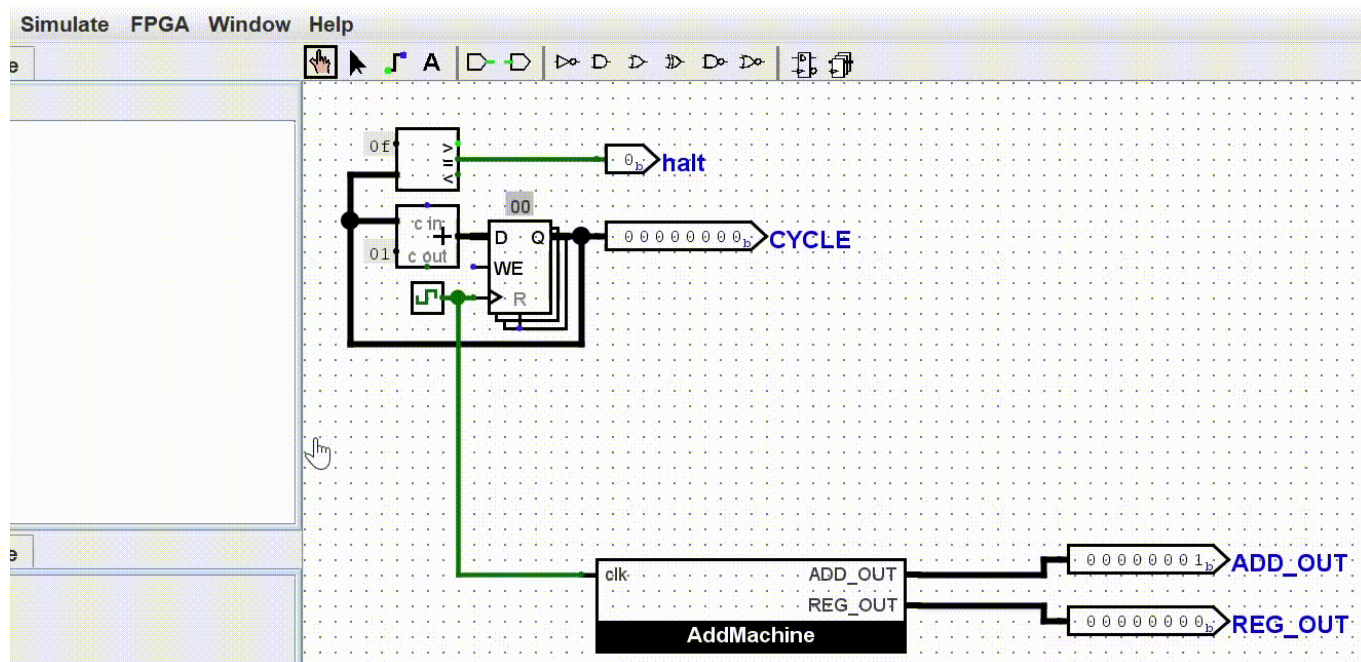 Simulate FPGA Window Help
e
A
0f > = <
0b halt
00
c in + D Q 00000000b CYCLE
01 c out WE
R
e
clk ADD_OUT 00000001b ADD_OUT
REG_OUT 00000000b REG_OUT
AddMachine